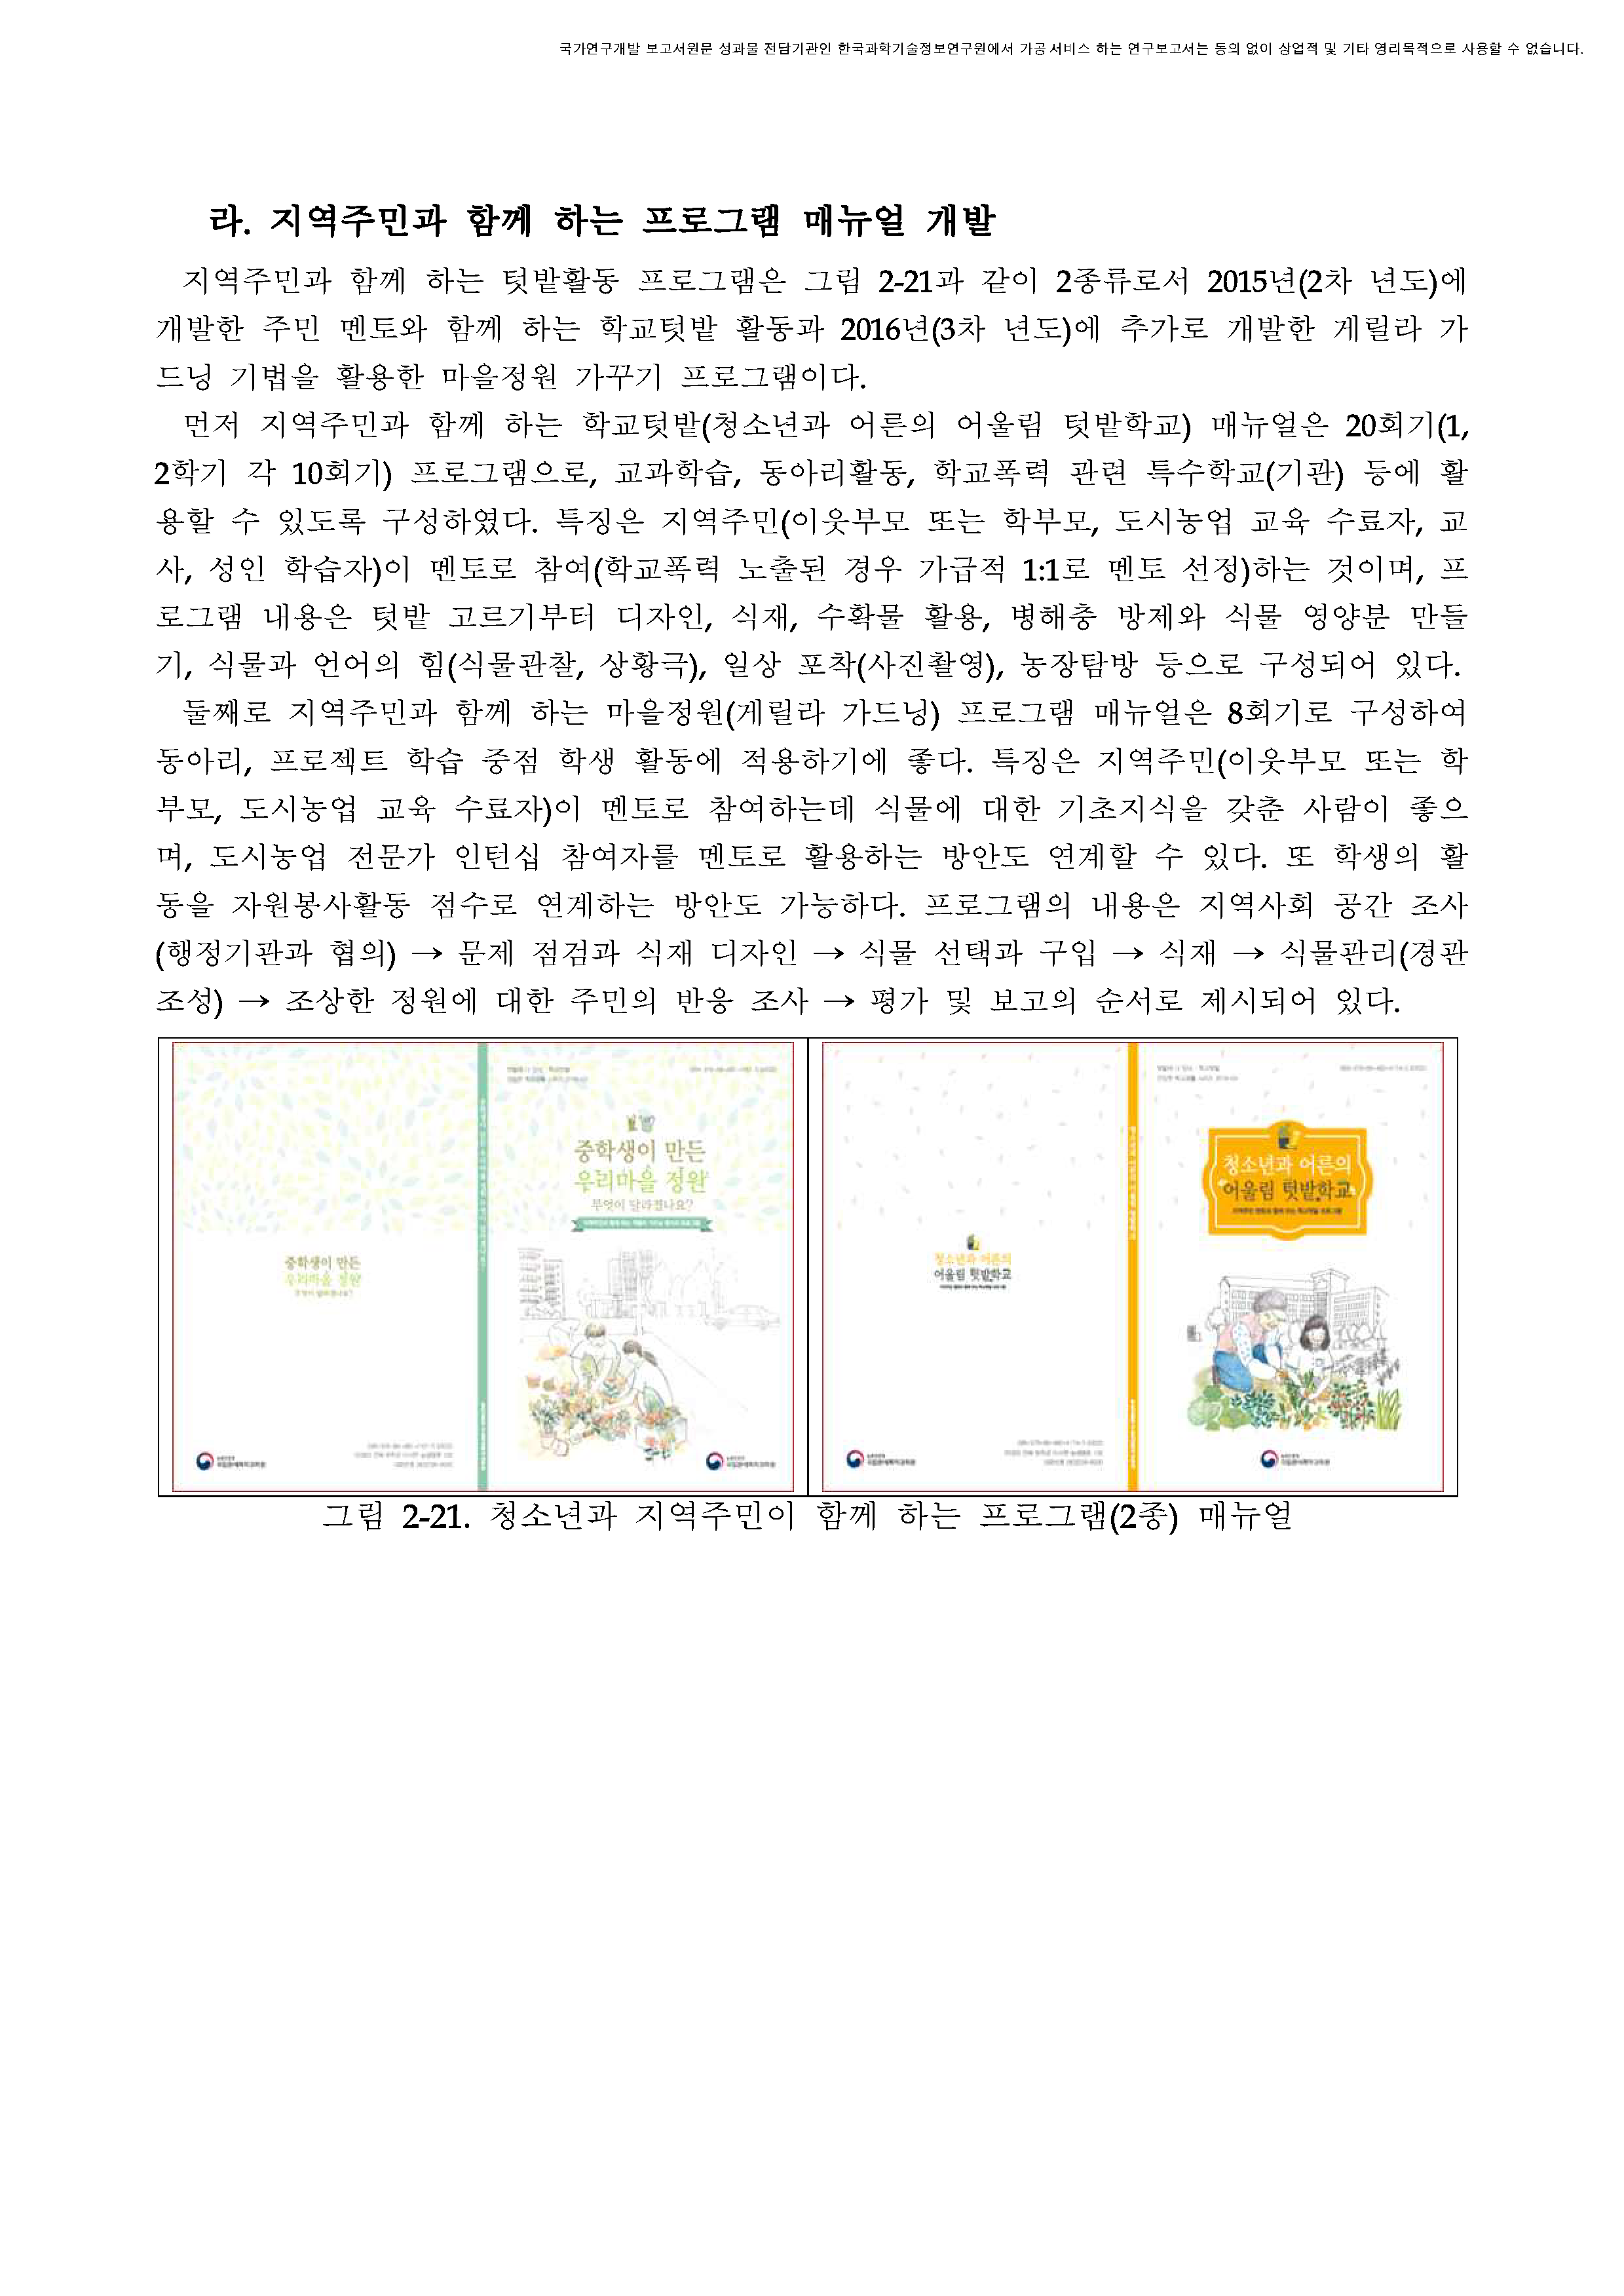 국가연구개발 보고서원문 성과물 전담기관인 한국과학기술정보연구원에서 가공 서비스 하는 연구보고서는 동의 없이 상업적 및 기타 영리목적으로 사용할 수 없습니다.
라. 지역주민과 함께 하는 프로그램 매뉴얼 개발
지역주민과 함께 하는 텃밭활동 프로그램은 그림 2-21과 같이 2종류로서 2015년(2차 년도)에
개발한 주민 멘토와 함께 하는 학교텃밭 활동과 2016년(3차 년도)에 추가로 개발한 게릴라 가
드닝 기법을 활용한 마을정원 가꾸기 프로그램이다.
먼저 지역주민과 함께 하는 학교텃밭(청소년과 어른의 어울림 텃밭학교) 매뉴얼은 20회기(1,
2학기 각 10회기) 프로그램으로, 교과학습, 동아리활동, 학교폭력 관련 특수학교(기관) 등에 활
용할 수 있도록 구성하였다. 특징은 지역주민(이웃부모 또는 학부모, 도시농업 교육 수료자, 교
사, 성인 학습자)이 멘토로 참여(학교폭력 노출된 경우 가급적 1:1로 멘토 선정)하는 것이며, 프
로그램 내용은 텃밭 고르기부터 디자인, 식재, 수확물 활용, 병해충 방제와 식물 영양분 만들
기, 식물과 언어의 힘(식물관찰, 상황극), 일상 포착(사진촬영), 농장탐방 등으로 구성되어 있다.
둘째로 지역주민과 함께 하는 마을정원(게릴라 가드닝) 프로그램 매뉴얼은 8회기로 구성하여
동아리, 프로젝트 학습 중점 학생 활동에 적용하기에 좋다. 특징은 지역주민(이웃부모 또는 학
부모, 도시농업 교육 수료자)이 멘토로 참여하는데 식물에 대한 기초지식을 갖춘 사람이 좋으
며, 도시농업 전문가 인턴십 참여자를 멘토로 활용하는 방안도 연계할 수 있다. 또 학생의 활
동을 자원봉사활동 점수로 연계하는 방안도 가능하다. 프로그램의 내용은 지역사회 공간 조사
(행정기관과 협의) → 문제 점검과 식재 디자인 → 식물 선택과 구입 → 식재 → 식물관리(경관
조성) → 조상한 정원에 대한 주민의 반응 조사 → 평가 및 보고의 순서로 제시되어 있다.
중학생이 만든
우리마을 정원
무엇이 달라졌나요?
중학생이 만든
우리마을 정원
무엇이 달라졌나요?
청소년과 어른의
어울림 텃밭학교
청소년과 어른의
어울림 텃밭학교
그림 2-21. 청소년과 지역주민이 함께 하는 프로그램(2종) 매뉴얼